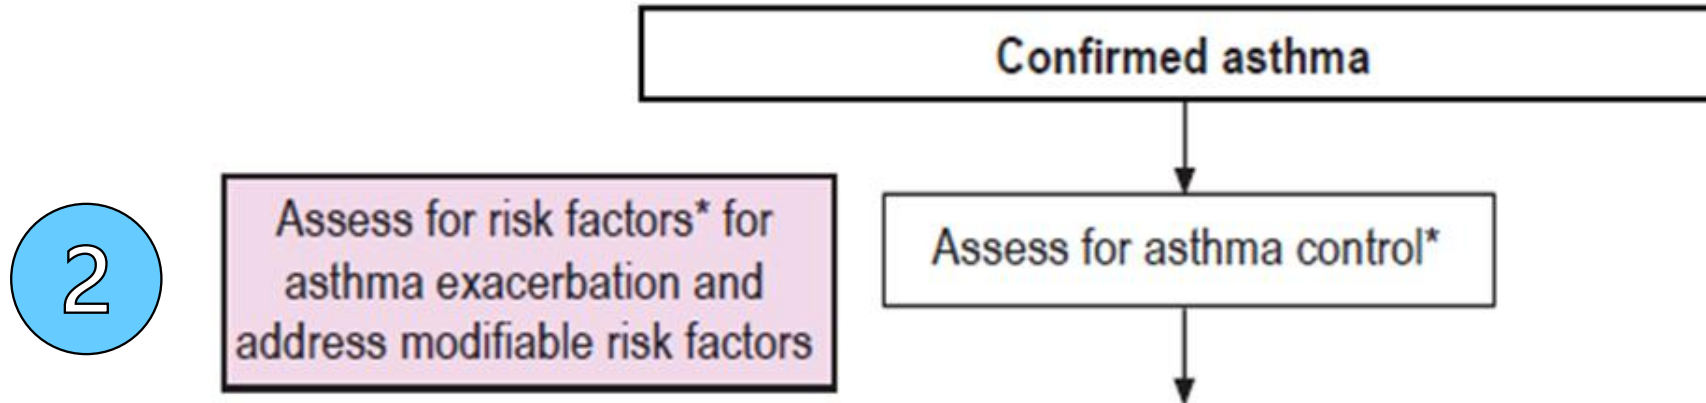 Confirmed asthma
2
Assess for risk factors* for
asthma exacerbation and
address modifiable risk factors
Assess for asthma control*